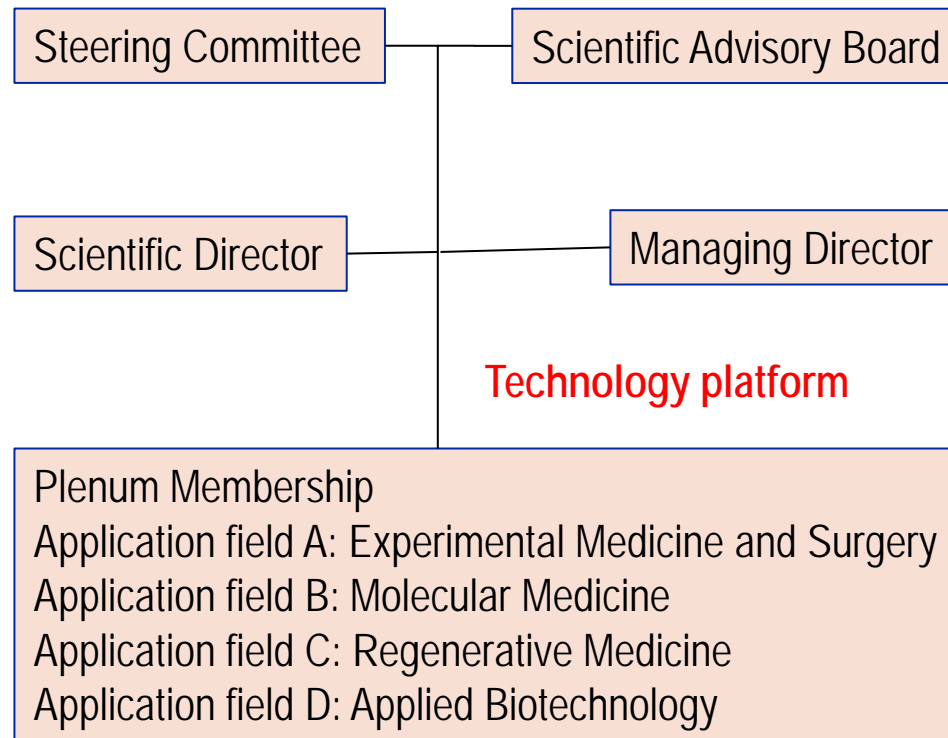 Steering Committee
Scientific Advisory Board
Scientific Director
Managing Director
Technology platform
Plenum Membership
Application field A: Experimental Medicine and Surgery
Application field B: Molecular Medicine
Application field C: Regenerative Medicine
Application field D: Applied Biotechnology